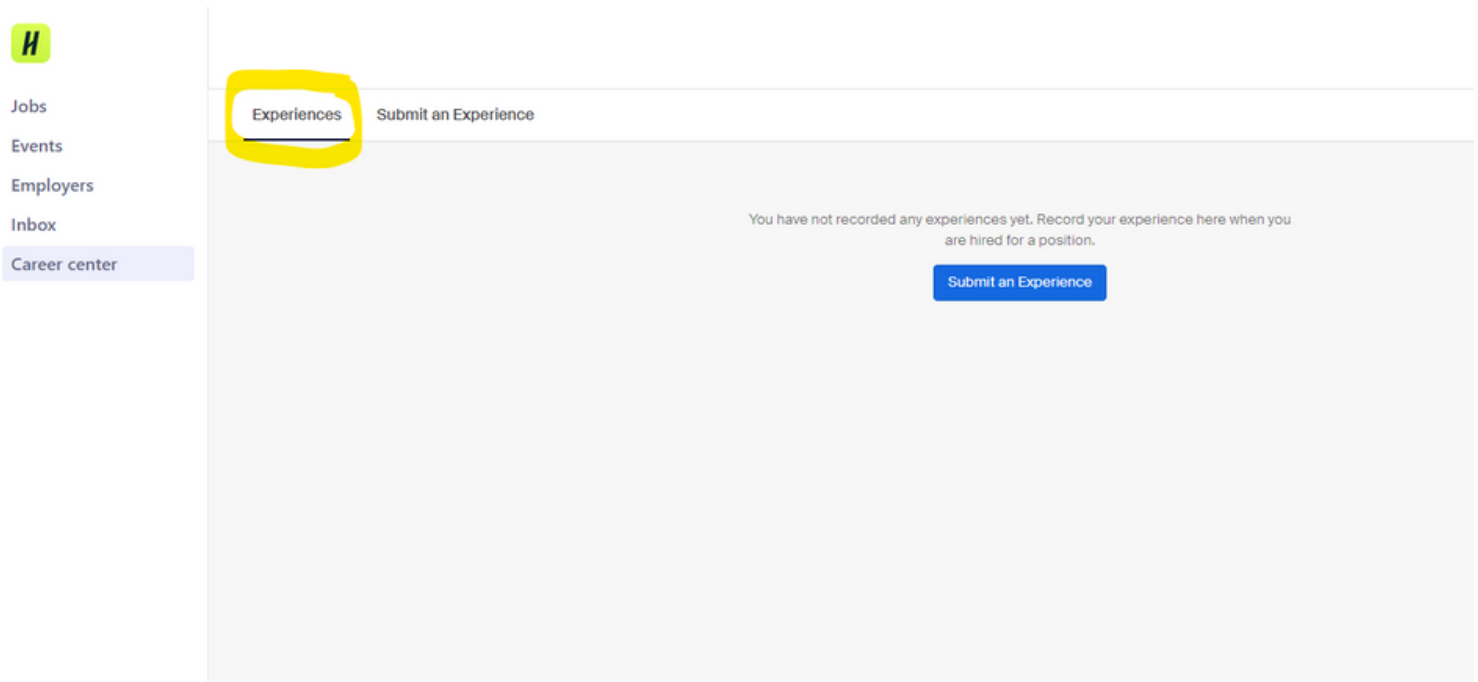 H
Jobs
Events
Employers
Inbox
Career center
Experiences Submit an Experience
You have not recorded any experiences yet. Record your experience here when you
are hired for a position.
Submit an Experience